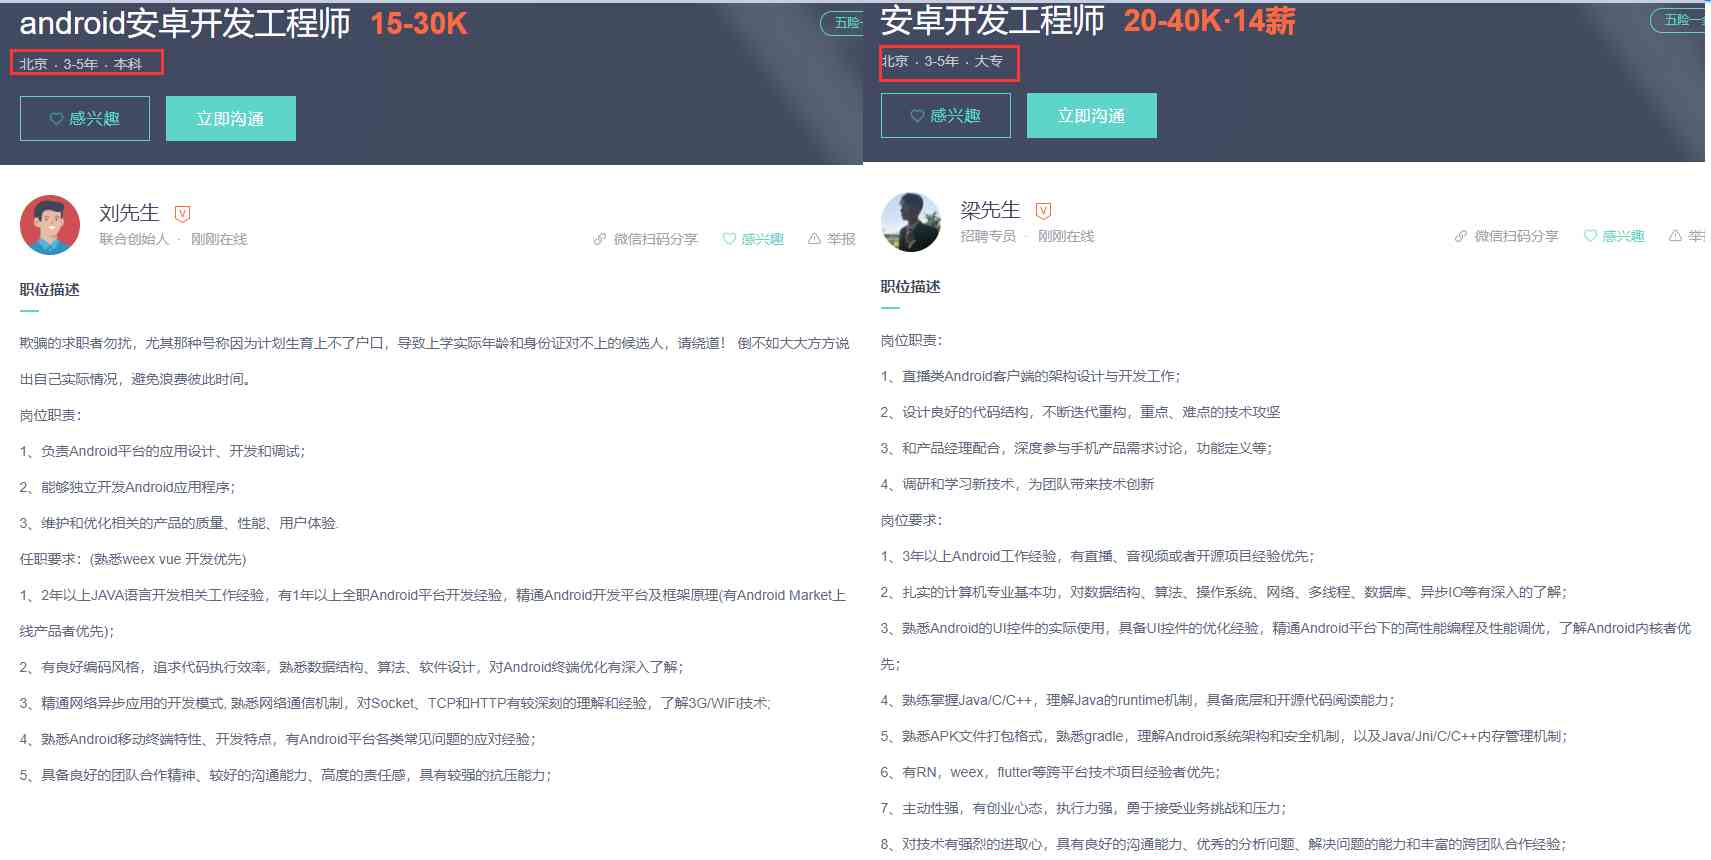 android安卓开发工程师 15-30K
五险一
北京 · 3-5年 · 本科
感兴趣
立即沟通
刘先生
联合创始人 · 刚刚在线
微信扫码分享
感兴趣
举报
职位描述
欺骗的求职者勿扰，尤其那种号称因为计划生育上不了户口，导致上学实际年龄和身份证对不上的候选人，请绕道！ 倒不如大大方方说
出自己实际情况，避免浪费彼此时间。
岗位职责：
1、负责Android平台的应用设计、开发和调试；
2、能够独立开发Android应用程序；
3、维护和优化相关的产品的质量、性能、用户体验.
任职要求：(熟悉weex vue 开发优先)
1、2年以上JAVA语言开发相关工作经验，有1年以上全职Android平台开发经验，精通Android开发平台及框架原理(有Android Market上
线产品者优先)；
2、有良好编码风格，追求代码执行效率，熟悉数据结构、算法、软件设计，对Android终端优化有深入了解；
3、精通网络异步应用的开发模式, 熟悉网络通信机制，对Socket、TCP和HTTP有较深刻的理解和经验，了解3G/WiFi技术;
4、熟悉Android移动终端特性、开发特点，有Android平台各类常见问题的应对经验；
5、具备良好的团队合作精神、较好的沟通能力、高度的责任感，具有较强的抗压能力；
安卓开发工程师 20-40K·14薪
五险一
北京 · 3-5年 · 大专
感兴趣
立即沟通
梁先生
招聘专员 · 刚刚在线
微信扫码分享
感兴趣
举
职位描述
岗位职责：
1、直播类Android客户端的架构设计与开发工作；
2、设计良好的代码结构，不断迭代重构，重点、难点的技术攻坚
3、和产品经理配合，深度参与手机产品需求讨论，功能定义等；
4、调研和学习新技术，为团队带来技术创新
岗位要求：
1、3年以上Android工作经验，有直播、音视频或者开源项目经验优先；
2、扎实的计算机专业基本功，对数据结构、算法、操作系统、网络、多线程、数据库、异步IO等有深入的了解；
3、熟悉Android的UI控件的实际使用，具备UI控件的优化经验，精通Android平台下的高性能编程及性能调优，了解Android内核者优
先；
4、熟练掌握Java/C/C++，理解Java的runtime机制，具备底层和开源代码阅读能力；
5、熟悉APK文件打包格式，熟悉gradle，理解Android系统架构和安全机制，以及Java/Jni/C/C++内存管理机制；
6、有RN，weex，flutter等跨平台技术项目经验者优先；
7、主动性强，有创业心态，执行力强，勇于接受业务挑战和压力；
8、对技术有强烈的进取心，具有良好的沟通能力、优秀的分析问题、解决问题的能力和丰富的跨团队合作经验；